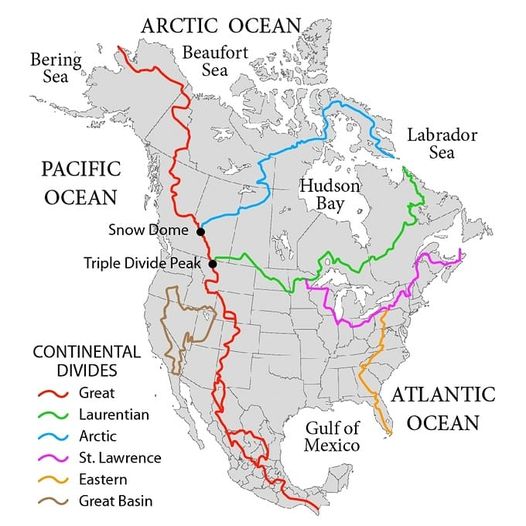 ARCTIC OCEAN
Bering
Sea
Beaufort
Sea
Labrador
Sea
PACIFIC
OCEAN
Hudson
Bay
Snow Dome
Triple Divide Peak
CONTINENTAL
DIVIDES
Great
Laurentian
Arctic
St. Lawrence
Eastern
Great Basin
Gulf of
Mexico
ATLANTIC
OCEAN